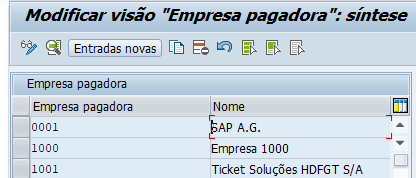 Modificar visão "Empresa pagadora": síntese
Entradas novas
Empresa pagadora
Empresa pagadora Nome
0001 SAP A.G.
1000 Empresa 1000
1001 Ticket Soluções HDFGT S/A